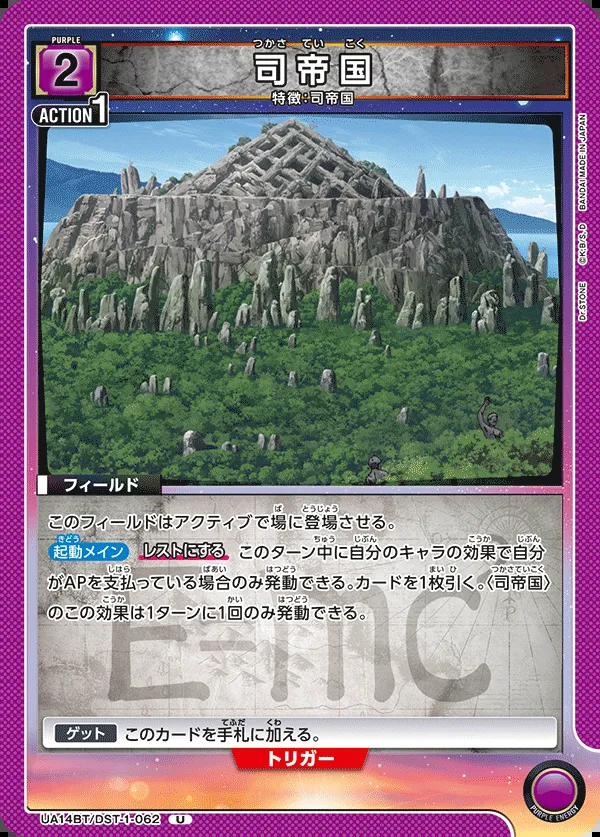 PURPLE
2
ACTION 1
つかさ てい こく
司帝国
特徴:司帝国
Dr.STONE ©K・B/S・D BANDAI MADE IN JAPAN
フィールド
このフィールドはアクティブで場に登場させる。
起動メイン レストにする このターン中に自分のキャラの効果で自分
がAPを支払っている場合のみ発動できる。カードを1枚引く。〈司帝国〉
のこの効果は1ターンに1回のみ発動できる。
E=mc
ゲット このカードを手札に加える。
トリガー
UA14BT/DST-1-062 U
PURPLE ENERGY